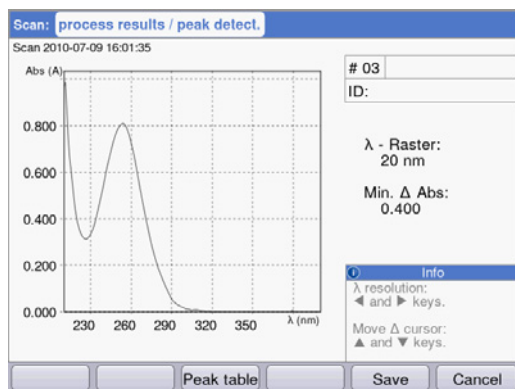 Scan: process results / peak detect.
Scan 2010-07-09 16:01:35
Abs (A)
# 03
ID:
0.800
0.600
0.400
0.200
0.000
230 260 290 320 350 λ (nm)
λ - Raster:
20 nm
Min. Δ Abs:
0.400
i Info
λ resolution:
◀ and ▶ keys.
Move Δ cursor:
▲ and ▼ keys.
Peak table Save Cancel